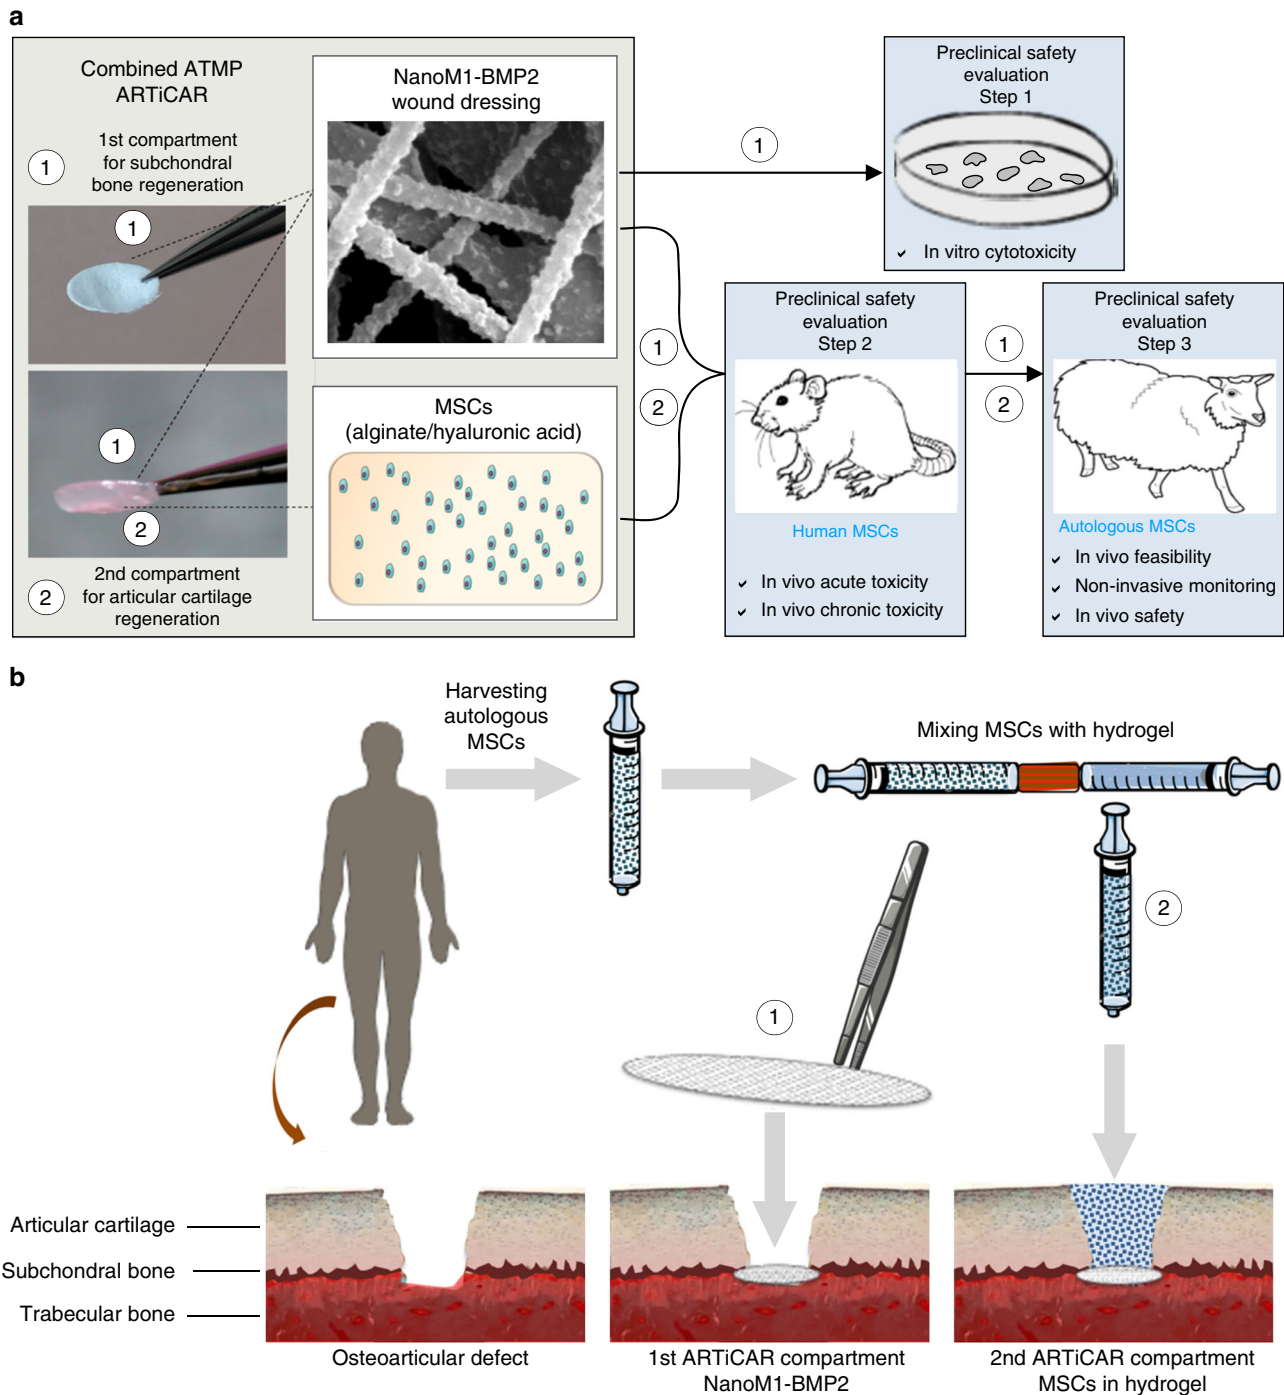 a
Combined ATMP
ARTiCAR
1st compartment
for subchondral
bone regeneration
1
1
1
2
2nd compartment
for articular cartilage
regeneration
2
NanoM1-BMP2
wound dressing
MSCs
(alginate/hyaluronic acid)
1
1
2
Preclinical safety
evaluation
Step 1
✓ In vitro cytotoxicity
Preclinical safety
evaluation
Step 2
Human MSCs
✓ In vivo acute toxicity
✓ In vivo chronic toxicity
1
2
Preclinical safety
evaluation
Step 3
Autologous MSCs
✓ In vivo feasibility
✓ Non-invasive monitoring
✓ In vivo safety
b
Harvesting
autologous
MSCs
Mixing MSCs with hydrogel
2
1
Articular cartilage
Subchondral bone
Trabecular bone
Osteoarticular defect
1st ARTiCAR compartment
NanoM1-BMP2
2nd ARTiCAR compartment
MSCs in hydrogel